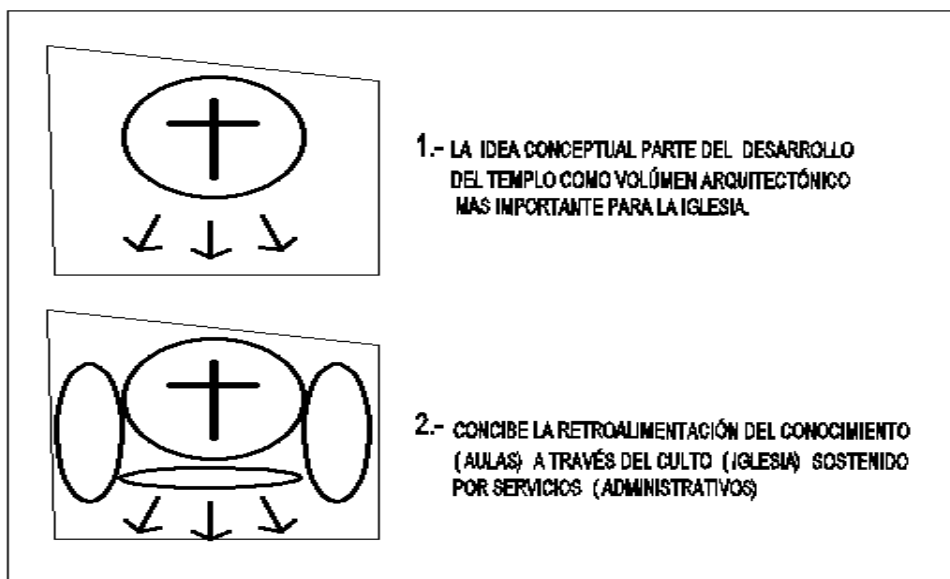 1.- LA IDEA CONCEPTUAL PARTE DEL DESARROLLO
DEL TEMPLO COMO VOLÚMEN ARQUITECTÓNICO
MAS IMPORTANTE PARA LA IGLESIA.
2.- CONCIBE LA RETROALIMENTACIÓN DEL CONOCIMIENTO
(AULAS) A TRAVÉS DEL CULTO (IGLESIA) SOSTENIDO
POR SERVICIOS (ADMINISTRATIVOS)